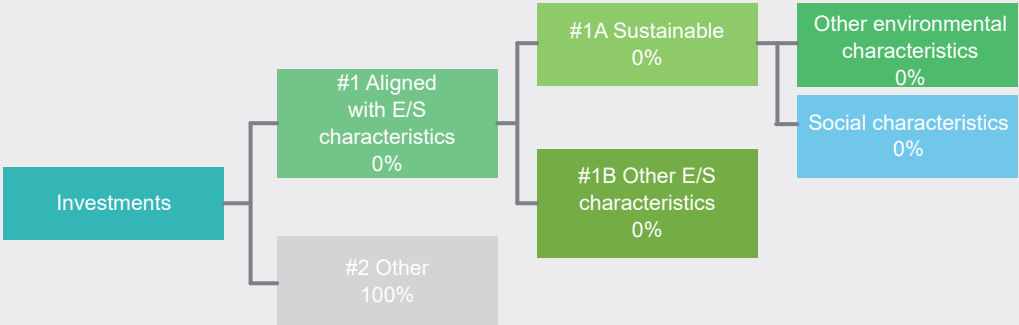 Investments
#1 Aligned
with E/S
characteristics
0%
#2 Other
100%
#1A Sustainable
0%
#1B Other E/S
characteristics
0%
Other environmental
characteristics
0%
Social characteristics
0%